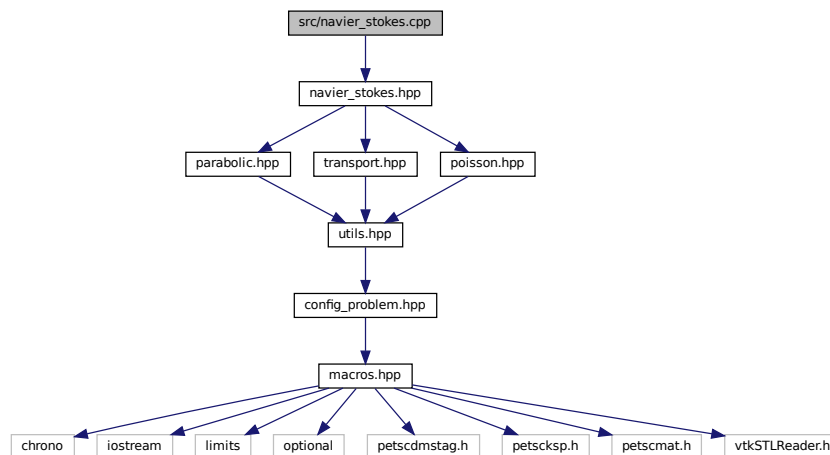 src/navier_stokes.cpp
navier_stokes.hpp
parabolic.hpp transport.hpp poisson.hpp
utils.hpp
config_problem.hpp
macros.hpp
chrono iostream limits optional petscdmstag.h petscksp.h petscmat.h vtkSTLReader.h